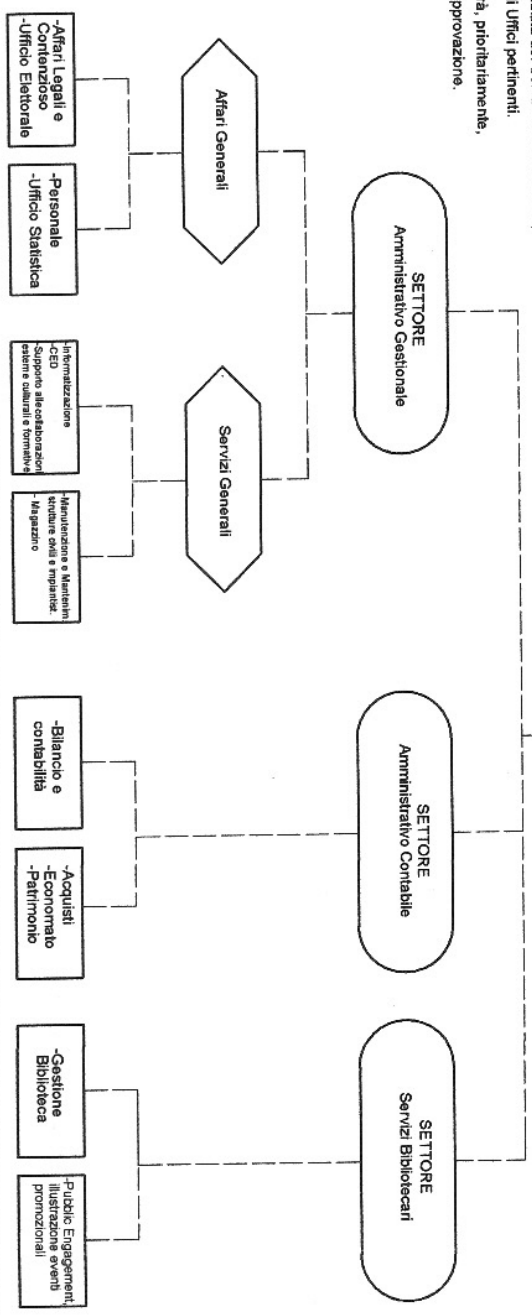 i Uffici pertinenti.
rà, prioritariamente,
pprovazione.
SETTORE
Amministrativo Gestionale
SETTORE
Amministrativo Contabile
SETTORE
Servizi Bibliotecari
Affari Generali
Servizi Generali
-Affari Legali e
Contenzioso
-Ufficio Elettorale
-Personale
-Ufficio Statistica
-Informatizzazione
-CED
-Supporto alle collaborazioni
esterne culturali e formative
-Manutenzione e Mantenim.
strutture civili e impiantist.
- Magazzino
-Bilancio e
contabilità
-Acquisti
-Economato
-Patrimonio
-Gestione
Biblioteca
-Pubblic Engagement,
illustrazione eventi
promozionali